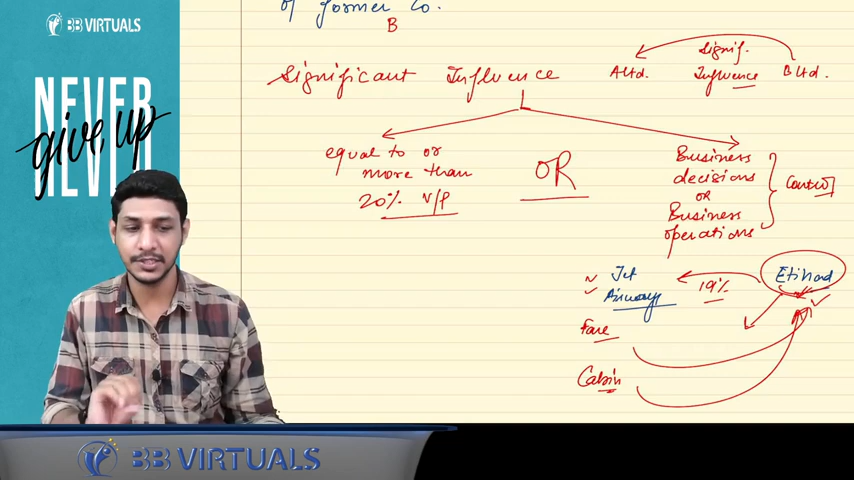 BB VIRTUALS
NEVER
give up
NEVER
of former Co.
B
Significant Influence
A Ltd.
Signif.
Influence
B Ltd.
equal to or
more than
20% v/p
OR
Business
decisions
or
Business
operations
Control
Jet
Airways
19%
Etihad
Fare
Cabin
BB VIRTUALS